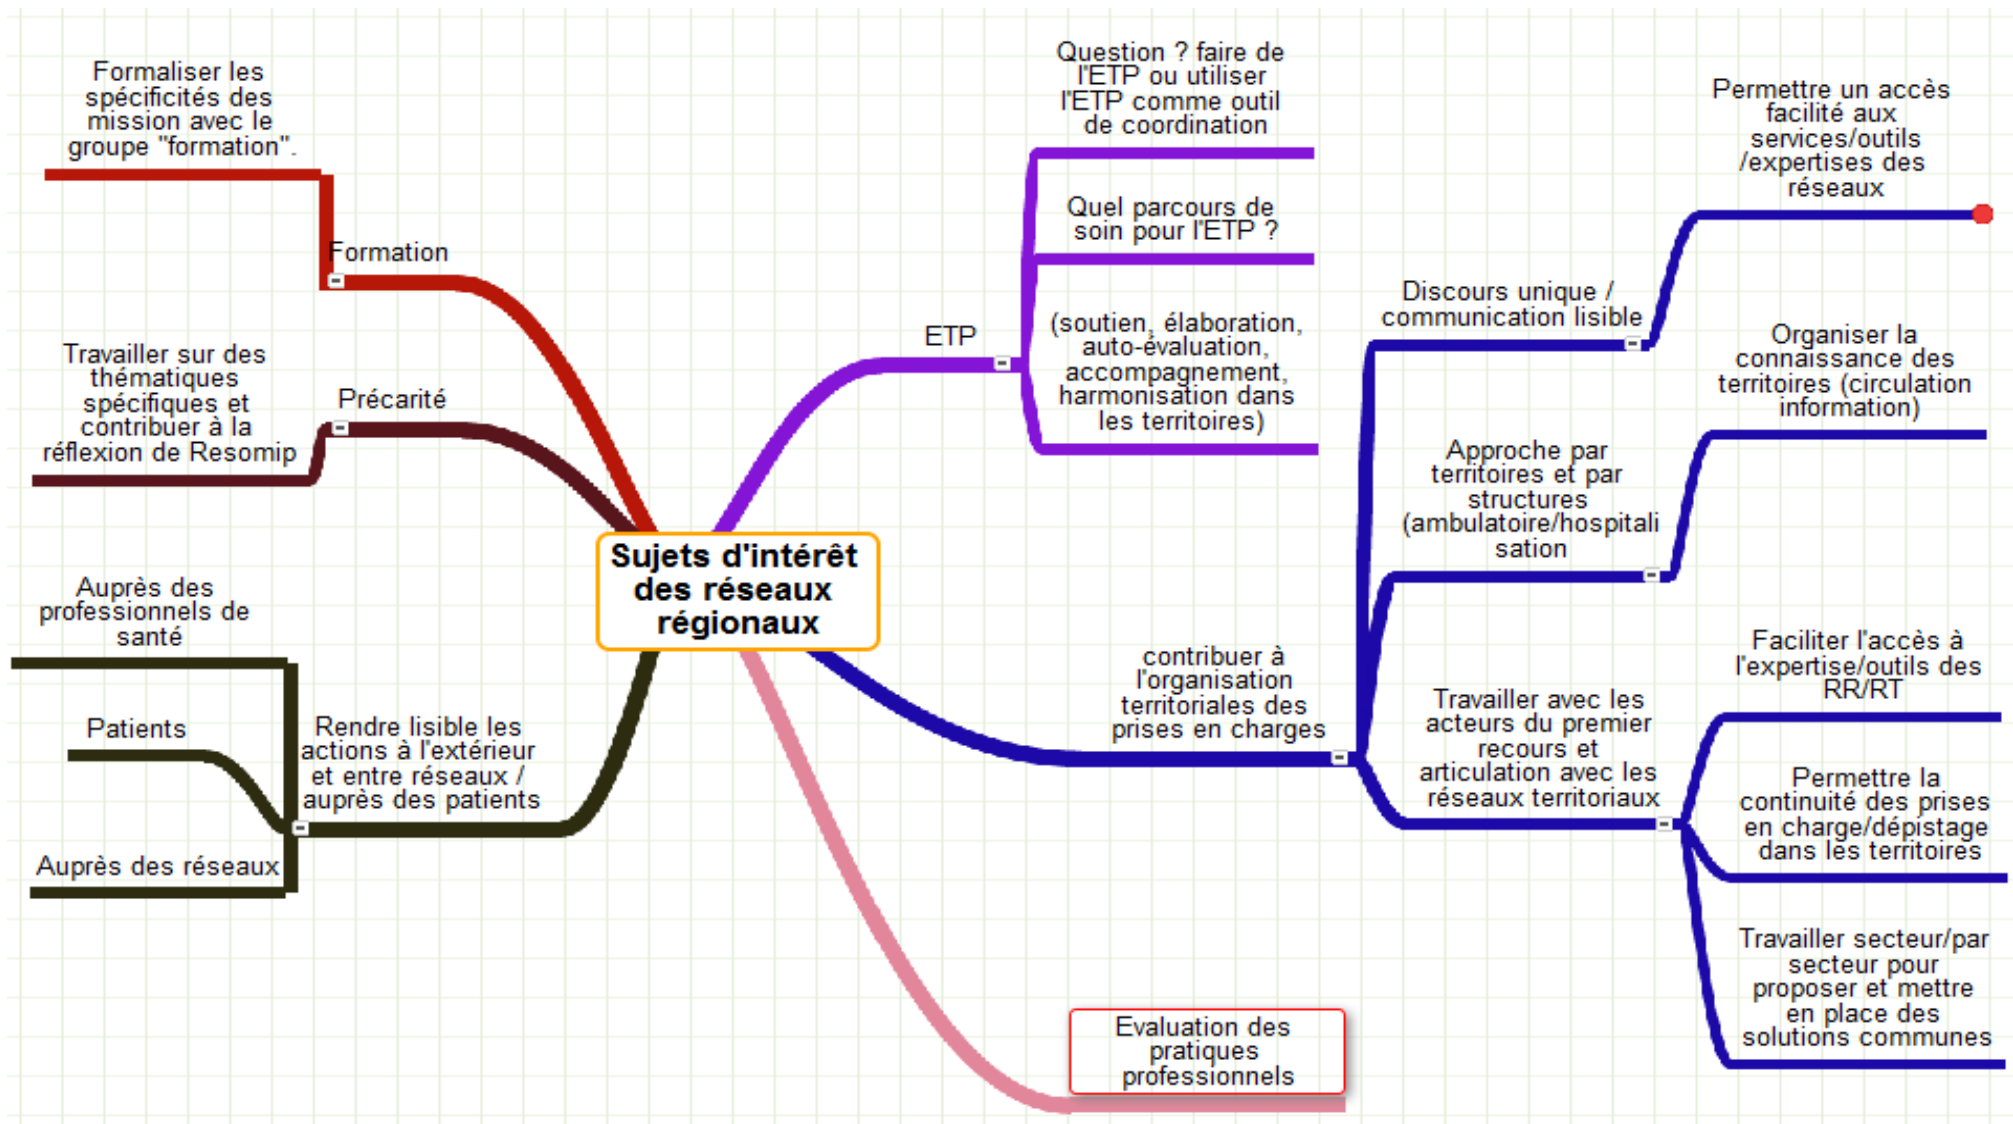 Formaliser les
spécificités des
mission avec le
groupe "formation".
Formation
Travailler sur des
thématiques
spécifiques et
contribuer à la
réflexion de Resomip
Précarité
Auprès des
professionnels de
santé
Patients
Auprès des réseaux
Rendre lisible les
actions à l'extérieur
et entre réseaux /
auprès des patients
Sujets d'intérêt
des réseaux
régionaux
ETP
Question ? faire de
l'ETP ou utiliser
l'ETP comme outil
de coordination
Quel parcours de
soin pour l'ETP ?
(soutien, élaboration,
auto-évaluation,
accompagnement,
harmonisation dans
les territoires)
contribuer à
l'organisation
territoriales des
prises en charges
Discours unique /
communication lisible
Permettre un accès
facilité aux
services/outils
/expertises des
réseaux
Approche par
territoires et par
structures
(ambulatoire/hospitali
sation
Organiser la
connaissance des
territoires (circulation
information)
Travailler avec les
acteurs du premier
recours et
articulation avec les
réseaux territoriaux
Faciliter l'accès à
l'expertise/outils des
RR/RT
Permettre la
continuité des prises
en charge/dépistage
dans les territoires
Travailler secteur/par
secteur pour
proposer et mettre
en place des
solutions communes
Evaluation des
pratiques
professionnels